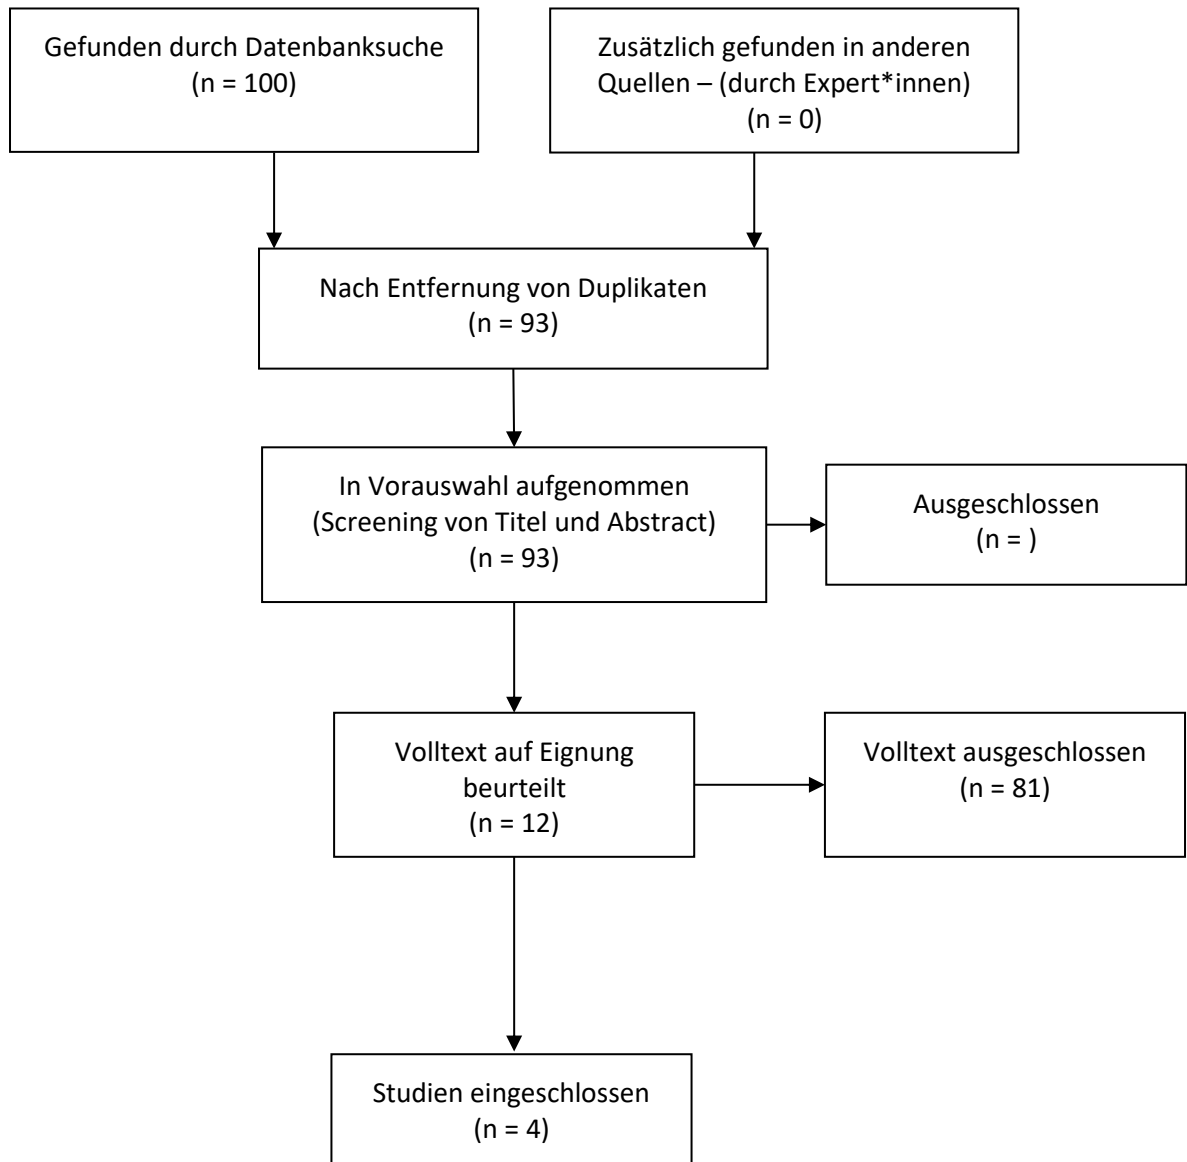 Gefunden durch Datenbanksuche
(n = 100)
Zusätzlich gefunden in anderen
Quellen – (durch Expert*innen)
(n = 0)
Nach Entfernung von Duplikaten
(n = 93)
In Vorauswahl aufgenommen
(Screening von Titel und Abstract)
(n = 93)
Ausgeschlossen
(n = )
Volltext auf Eignung
beurteilt
(n = 12)
Volltext ausgeschlossen
(n = 81)
Studien eingeschlossen
(n = 4)